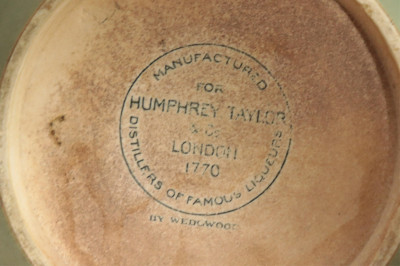 MANUFACTURED
FOR
HUMPHREY TAYLOR
& Co
LONDON
1770
DISTILLERS OF FAMOUS LIQUEURS
BY WEDGWOOD